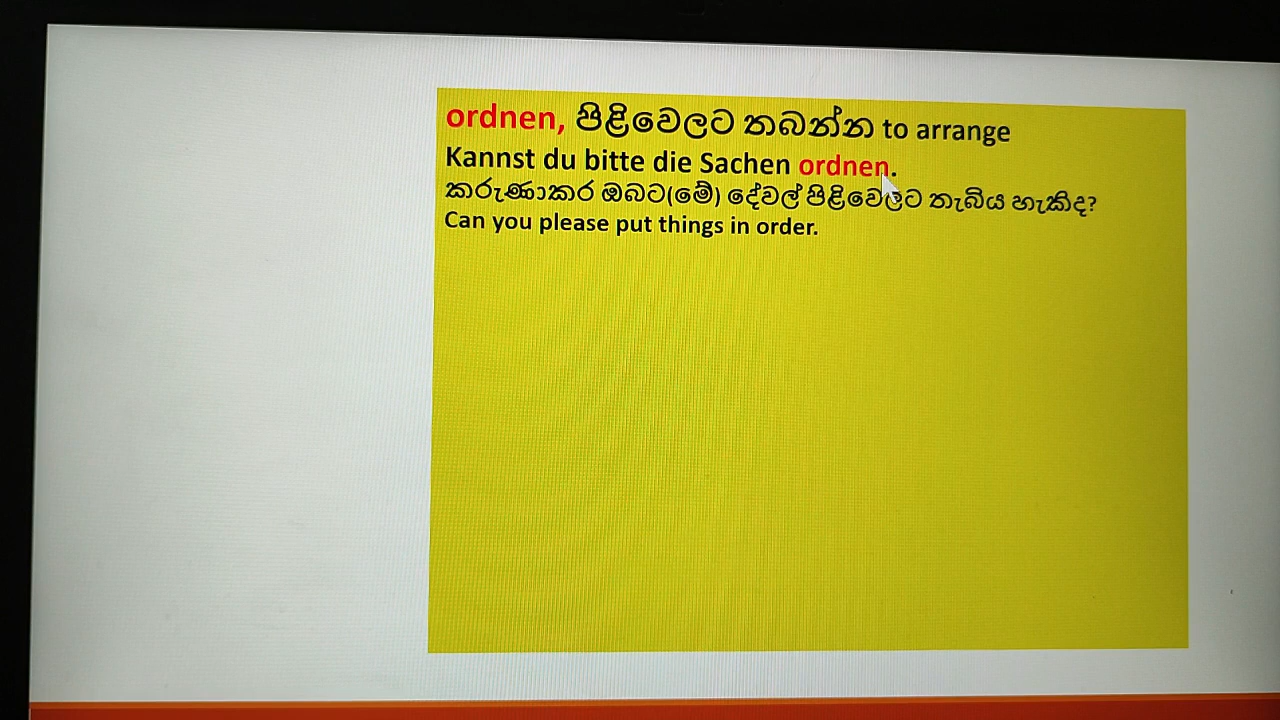 ordnen, පිළිවෙලට තබන්න to arrange
Kannst du bitte die Sachen ordnen.
කරුණාකර ඔබට(මේ) දේවල් පිළිවෙලට තැබිය හැකිද?
Can you please put things in order.